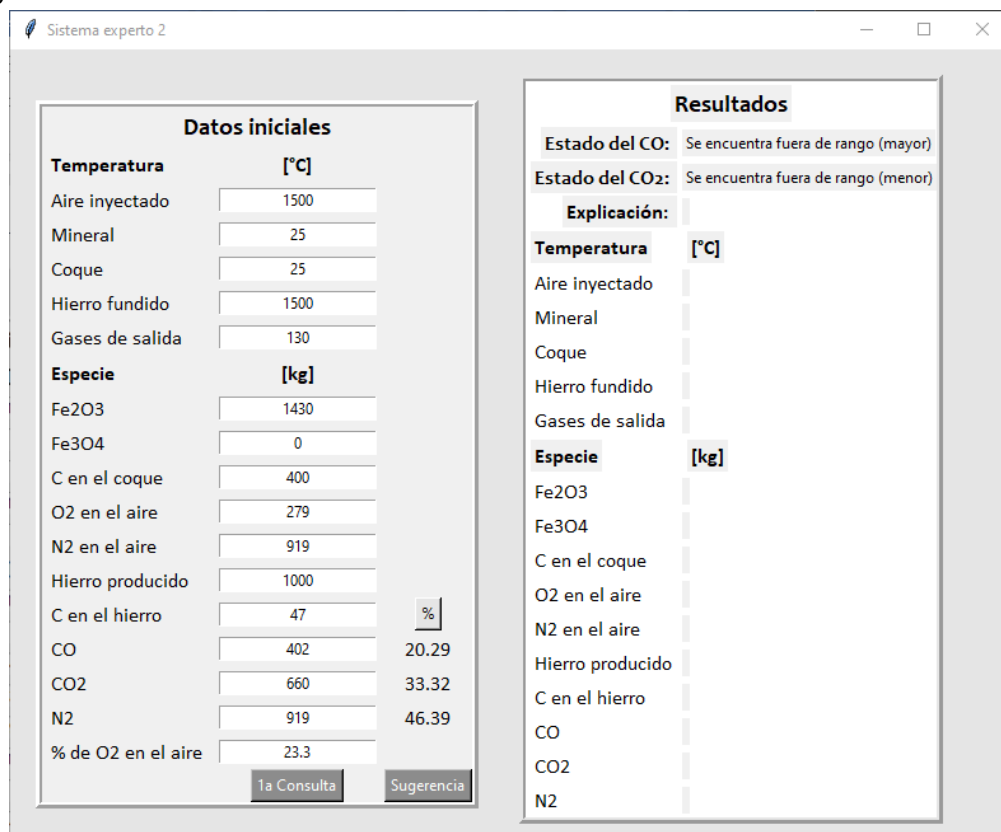 Sistema experto 2
Datos iniciales
Temperatura [°C]
Aire inyectado 1500
Mineral 25
Coque 25
Hierro fundido 1500
Gases de salida 130
Especie [kg]
Fe2O3 1430
Fe3O4 0
C en el coque 400
O2 en el aire 279
N2 en el aire 919
Hierro producido 1000
C en el hierro 47 %
CO 402 20.29
CO2 660 33.32
N2 919 46.39
% de O2 en el aire 23.3
1a Consulta Sugerencia
Resultados
Estado del CO: Se encuentra fuera de rango (mayor)
Estado del CO2: Se encuentra fuera de rango (menor)
Explicación:
Temperatura [°C]
Aire inyectado
Mineral
Coque
Hierro fundido
Gases de salida
Especie [kg]
Fe2O3
Fe3O4
C en el coque
O2 en el aire
N2 en el aire
Hierro producido
C en el hierro
CO
CO2
N2